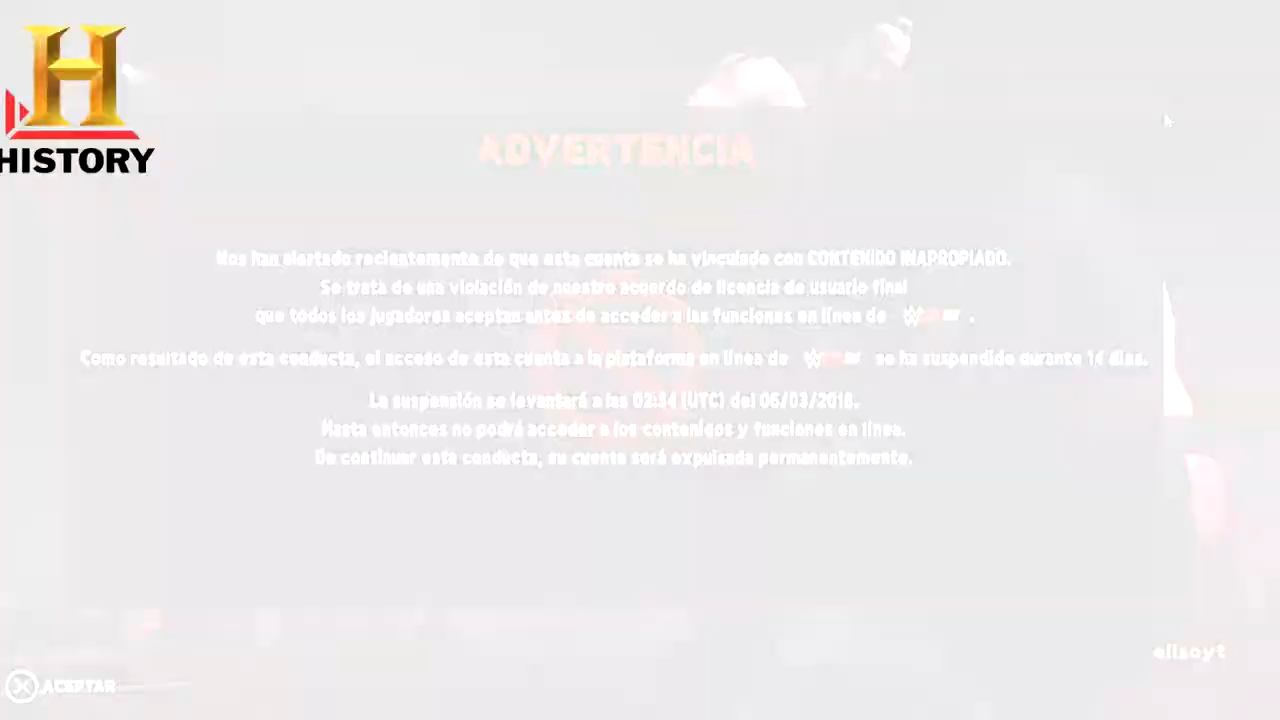 H
HISTORY
ADVERTENCIA
Nos han alertado recientemente de que esta cuenta se ha vinculado con CONTENIDO INAPROPIADO.
Se trata de una violación de nuestro acuerdo de licencia de usuario final
que todos los jugadores aceptan antes de acceder a las funciones en línea de W .
Como resultado de esta conducta, el acceso de esta cuenta a la plataforma en línea de W se ha suspendido durante 14 días.
La suspensión se levantará a las 02:34 (UTC) del 06/03/2018.
Hasta entonces no podrá acceder a los contenidos y funciones en línea.
De continuar esta conducta, su cuenta será expulsada permanentemente.
elisoyt
ACEPTAR